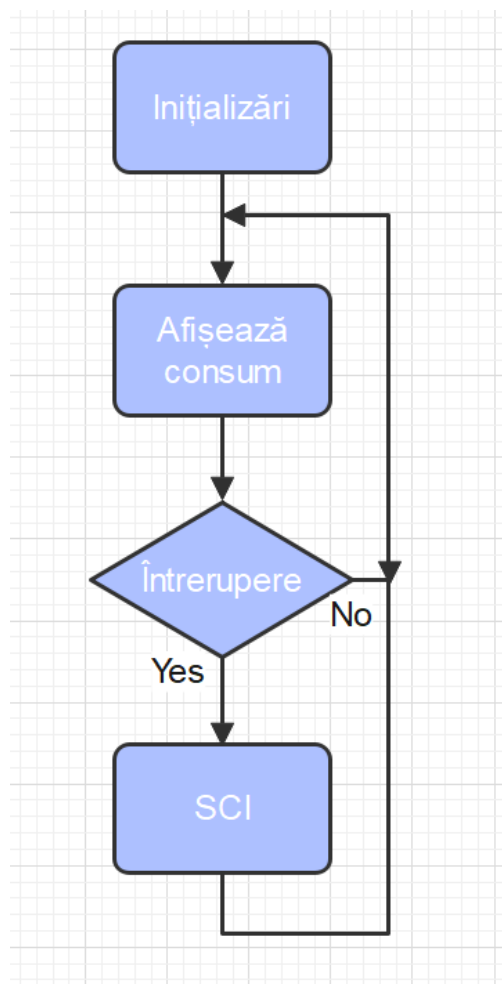 Inițializări
Afișează
consum
Întrerupere
No
Yes
SCI